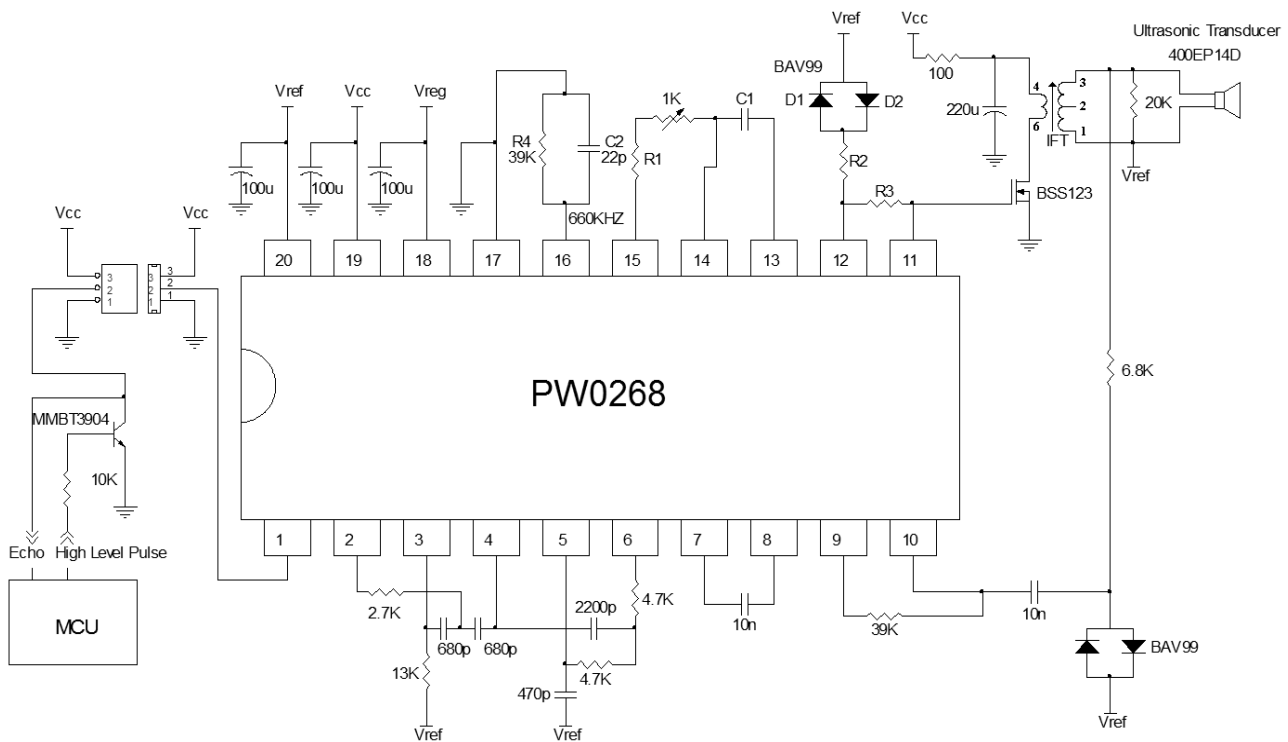 Vref
Vcc
Ultrasonic Transducer
400EP14D
BAV99
D1
D2
100
220u
4
6
3
2
1
IFT
20K
Vref
Vref
Vcc
Vreg
100u
100u
100u
R4
39K
C2
22p
660KHZ
1K
C1
R1
R2
R3
BSS123
Vcc
Vcc
20
19
18
17
16
15
14
13
12
11
3
2
1
3
2
1
3
2
1
PW0268
6.8K
MMBT3904
10K
Echo
High Level Pulse
MCU
1
2
3
4
5
6
7
8
9
10
2.7K
680p
680p
2200p
4.7K
4.7K
13K
470p
10n
39K
10n
BAV99
Vref
Vref
Vref